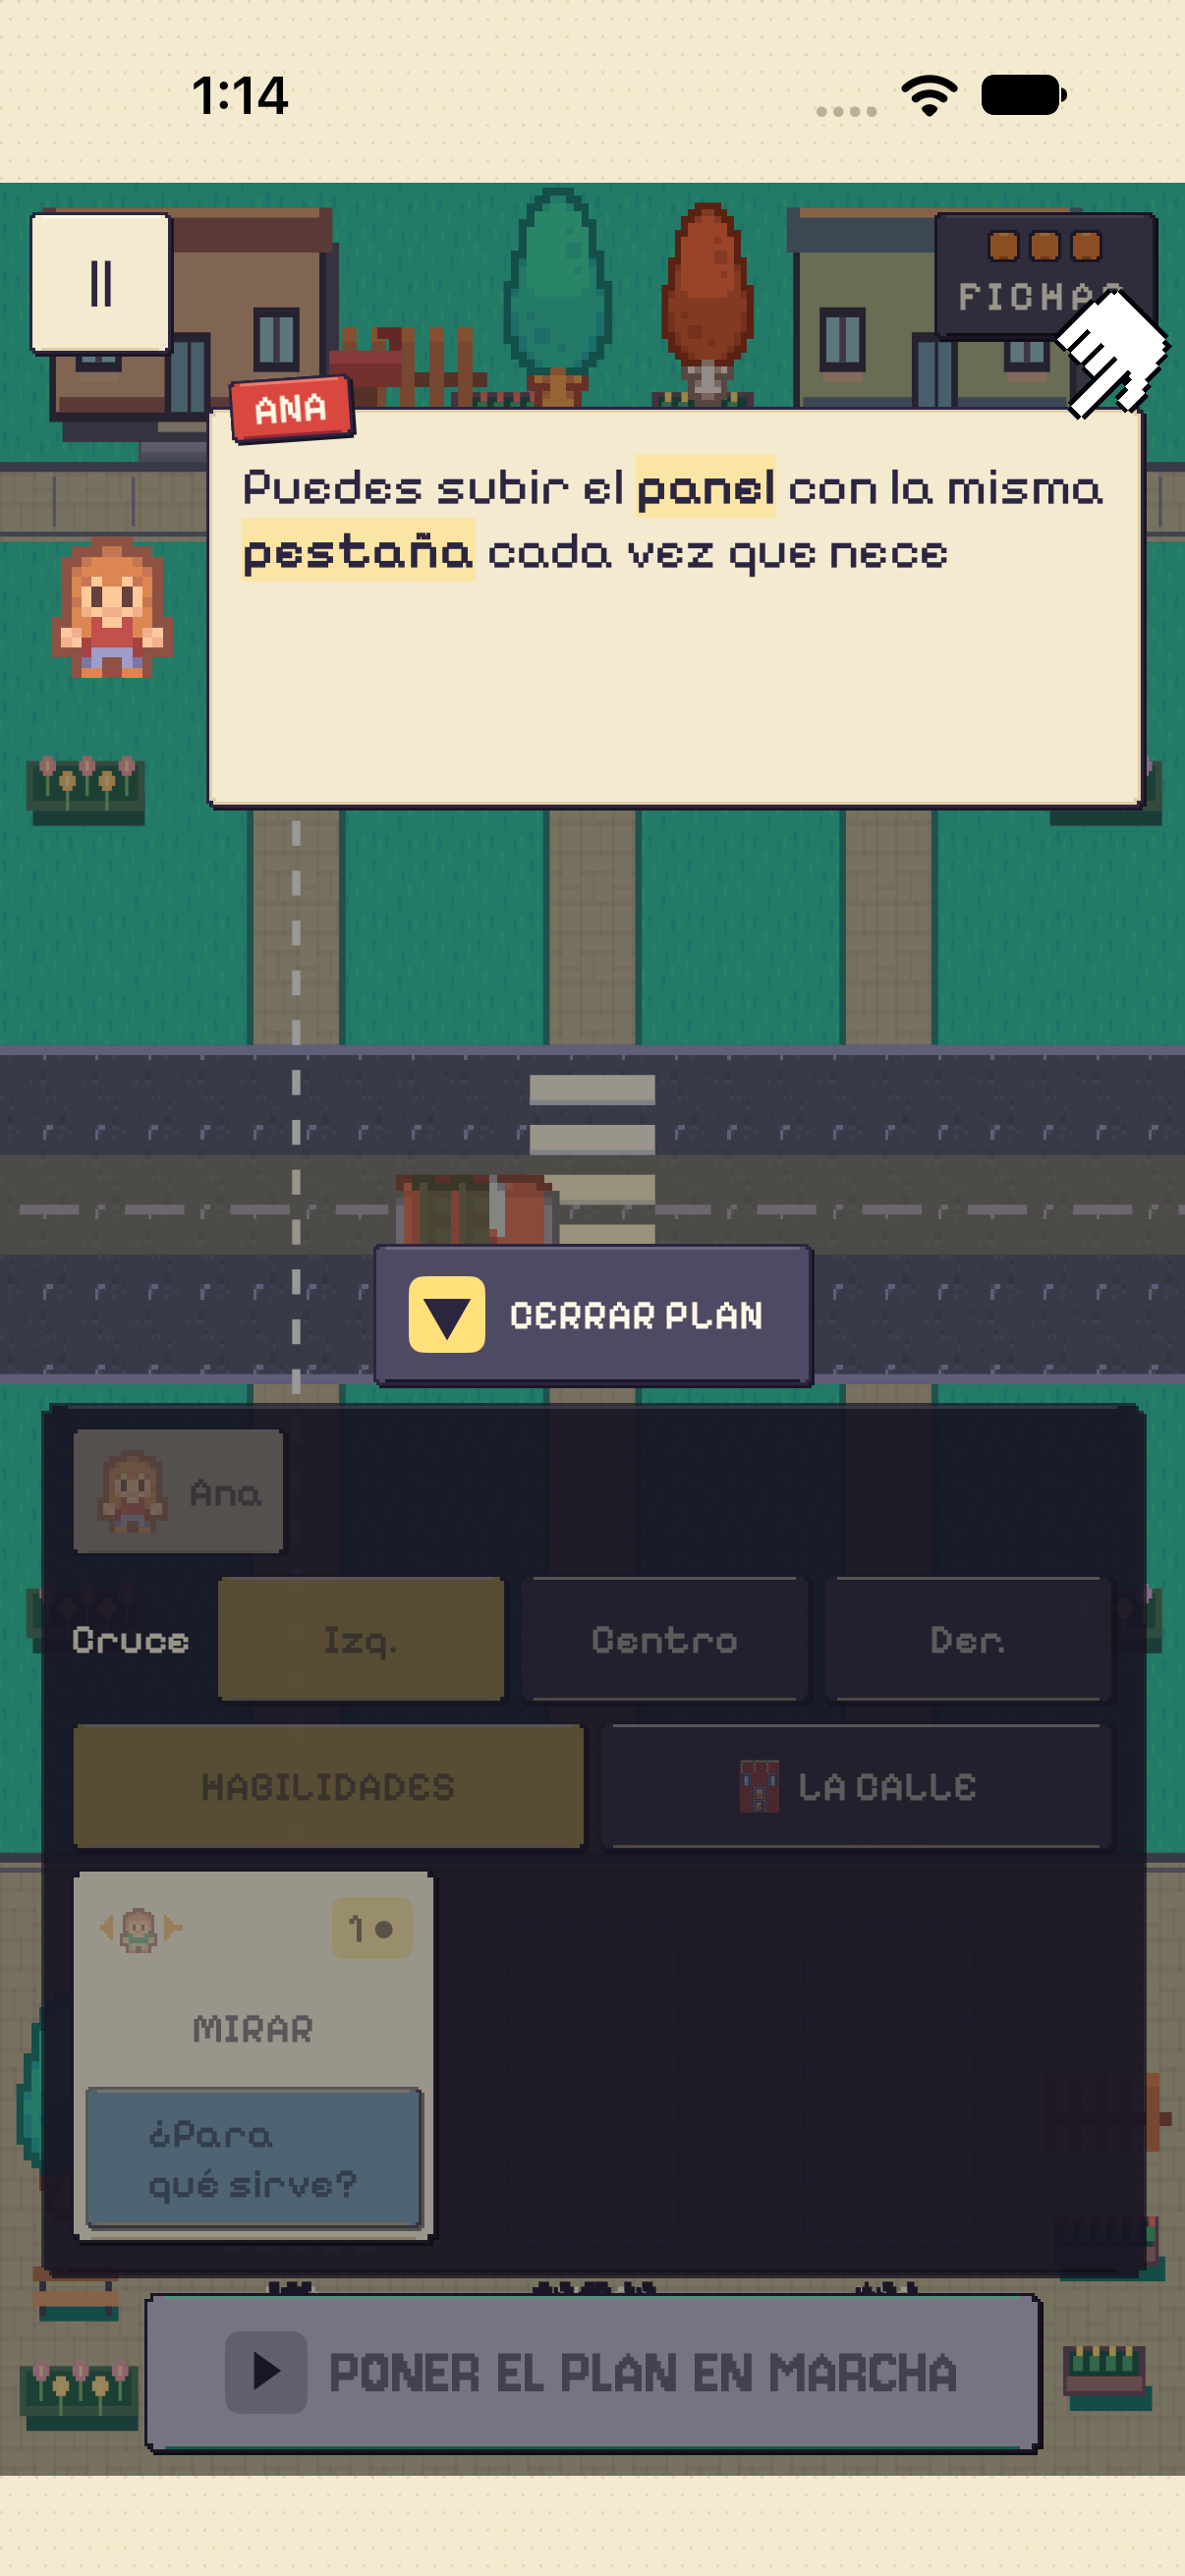 1:14
ANA
Puedes subir el panel con la misma
pestaña cada vez que nece
CERRAR PLAN
Ana
Cruce
Izq.
Centro
Der.
HABILIDADES
LA CALLE
1
MIRAR
¿Para
qué sirve?
PONER EL PLAN EN MARCHA